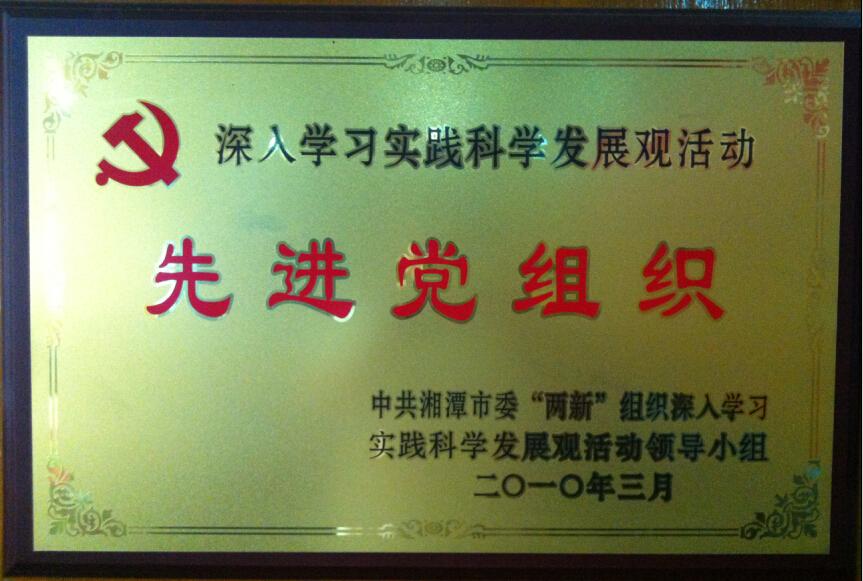 深入学习实践科学发展观活动
先进党组织
中共湘潭市委“两新”组织深入学习
实践科学发展观活动领导小组
二〇一〇年三月